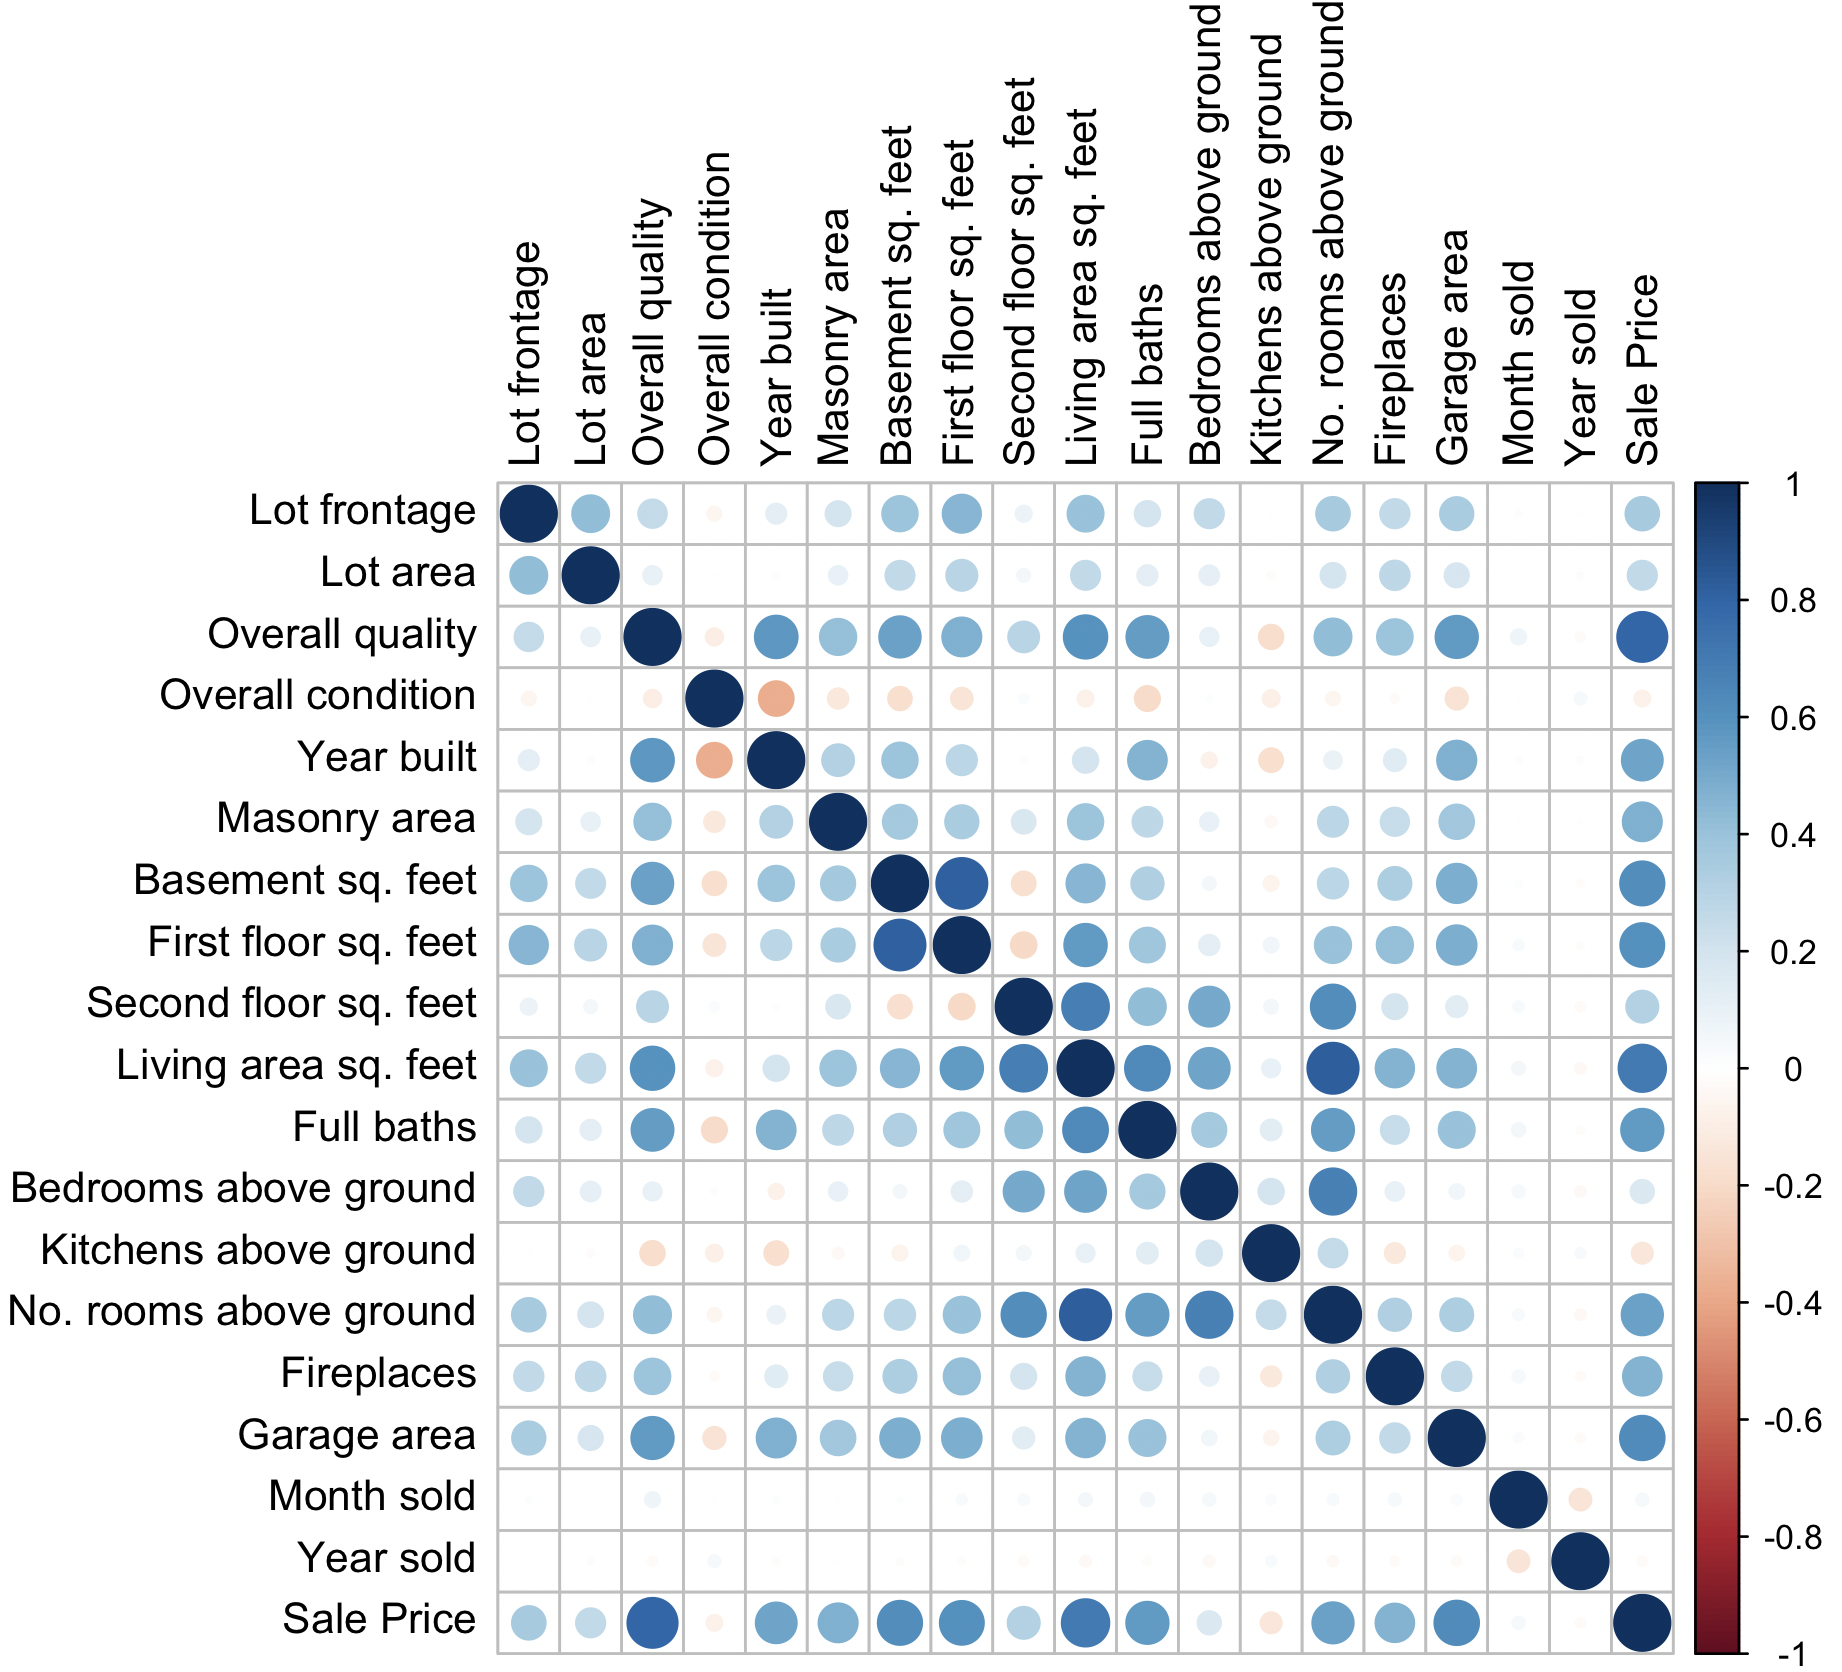 Lot frontage
Lot area
Overall quality
Overall condition
Year built
Masonry area
Basement sq. feet
First floor sq. feet
Second floor sq. feet
Living area sq. feet
Full baths
Bedrooms above ground
Kitchens above ground
No. rooms above ground
Fireplaces
Garage area
Month sold
Year sold
Sale Price
Lot frontage
Lot area
Overall quality
Overall condition
Year built
Masonry area
Basement sq. feet
First floor sq. feet
Second floor sq. feet
Living area sq. feet
Full baths
Bedrooms above ground
Kitchens above ground
No. rooms above ground
Fireplaces
Garage area
Month sold
Year sold
Sale Price
1
0.8
0.6
0.4
0.2
0
-0.2
-0.4
-0.6
-0.8
-1